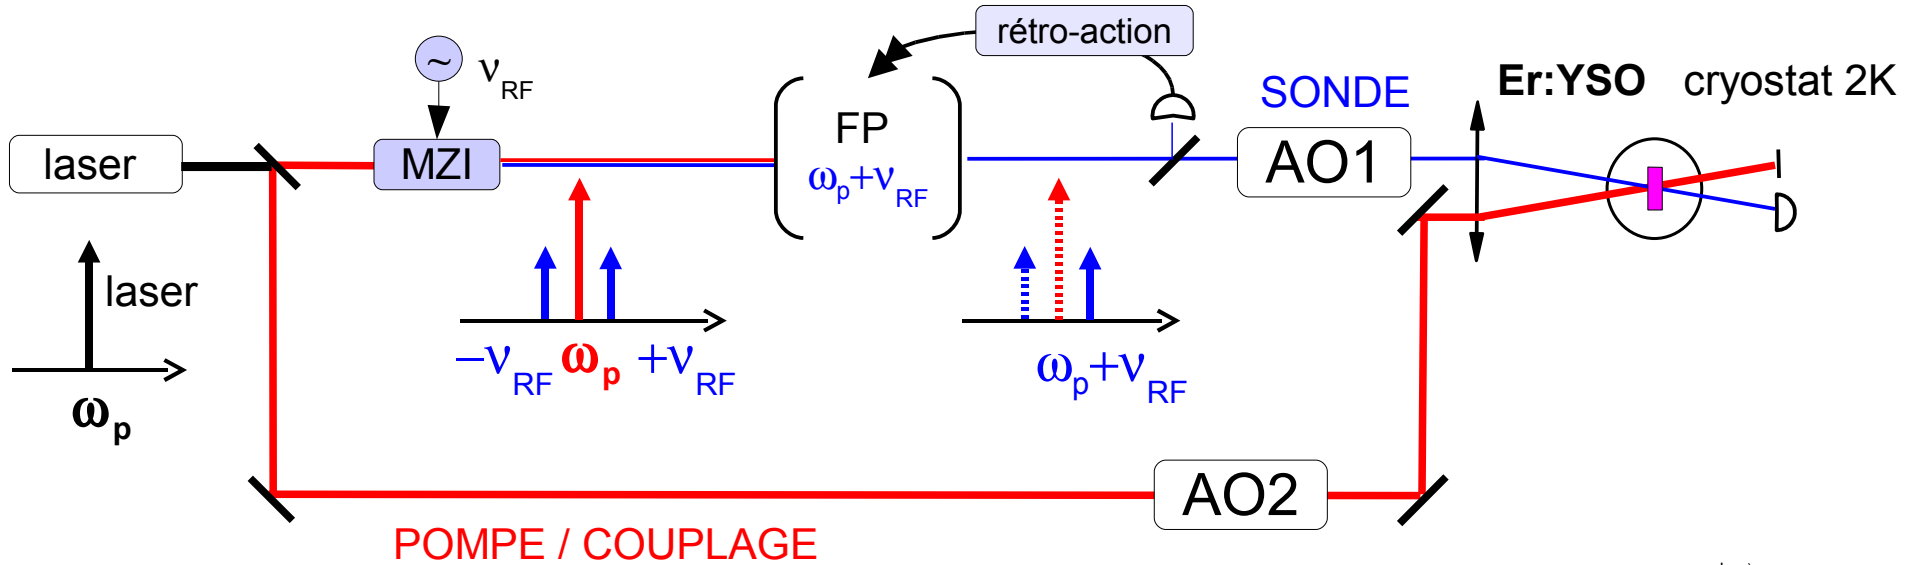 rétro-action
~ ν_RF
SONDE
Er:YSO cryostat 2K
laser
MZI
FP
ω_p+ν_RF
AO1
laser
−ν_RF ω_p +ν_RF
ω_p+ν_RF
ω_p
AO2
POMPE / COUPLAGE